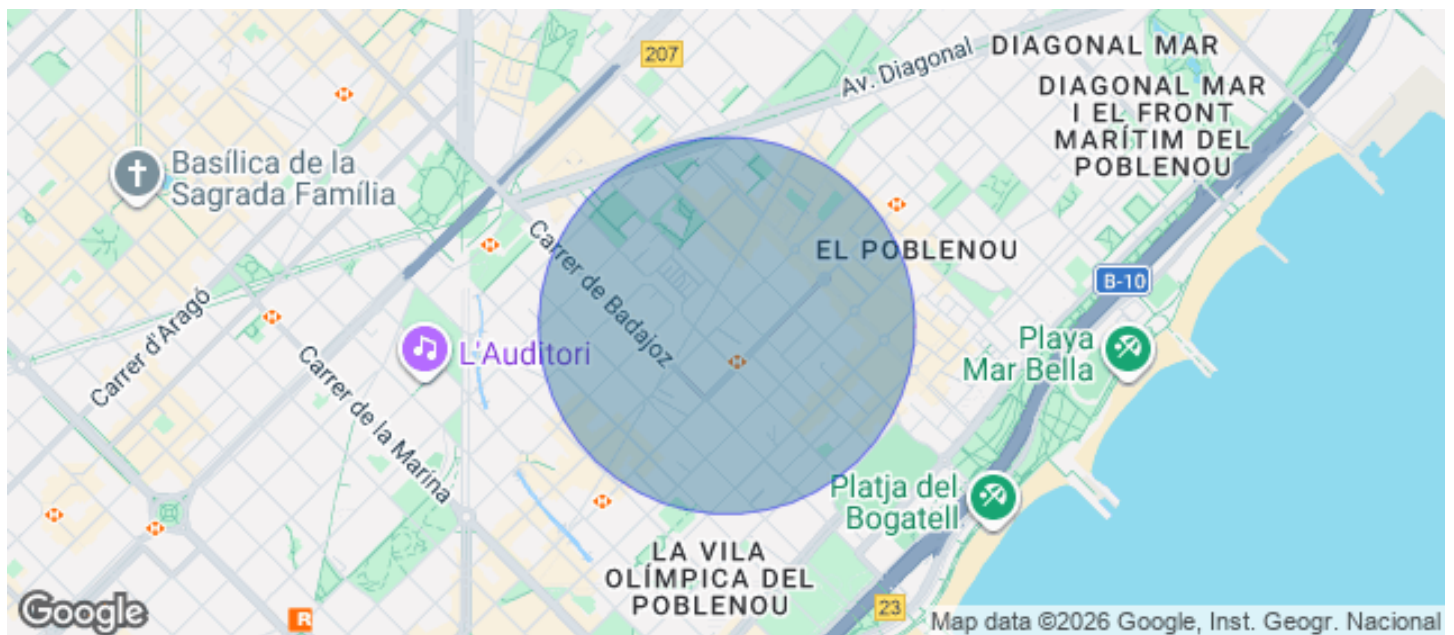 207
Av. Diagonal
DIAGONAL MAR
DIAGONAL MAR
I EL FRONT
MARÍTIM DEL
POBLENOU
Basílica de la
Sagrada Família
Carrer de Badajoz
EL POBLENOU
B-10
Carrer d'Aragó
L'Auditori
Playa
Mar Bella
Carrer de la Marina
Platja del
Bogatell
LA VILA
OLÍMPICA DEL
POBLENOU
23
R
Google
Map data ©2026 Google, Inst. Geogr. Nacional